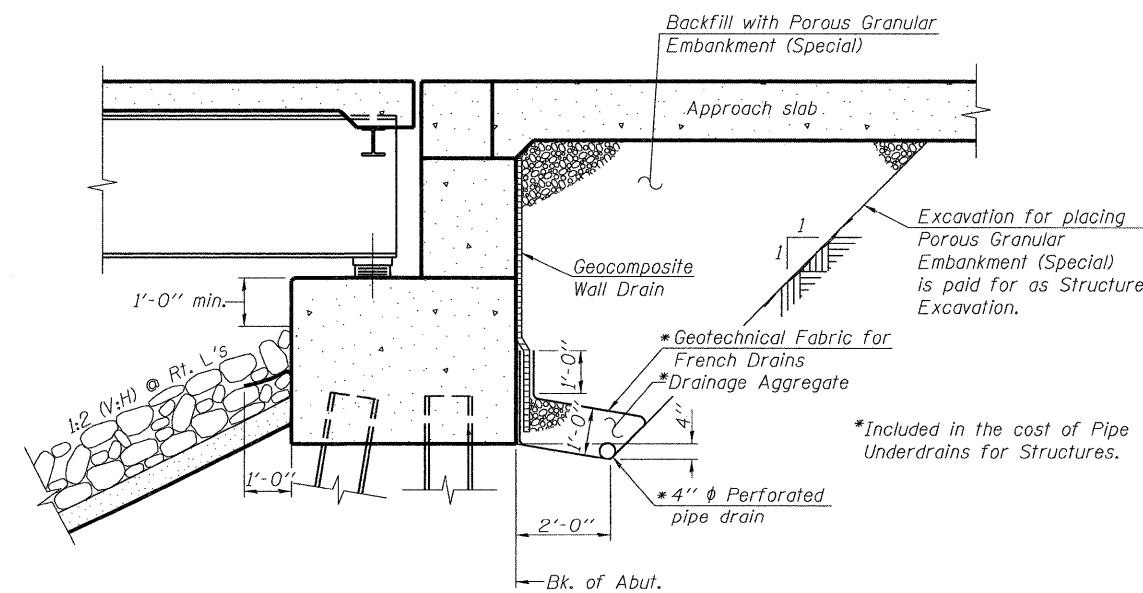 Backfill with Porous Granular
Embankment (Special)
Approach slab
Excavation for placing
Porous Granular
Embankment (Special)
is paid for as Structure
Excavation.
1
1
Geocomposite
Wall Drain
1'-0" min.
*Geotechnical Fabric for
French Drains
*Drainage Aggregate
1'-0"
1'-0"
4"
1:2 (V:H) @ Rt. L's
*Included in the cost of Pipe
Underdrains for Structures.
1'-0"
*4" ϕ Perforated
pipe drain
2'-0"
Bk. of Abut.